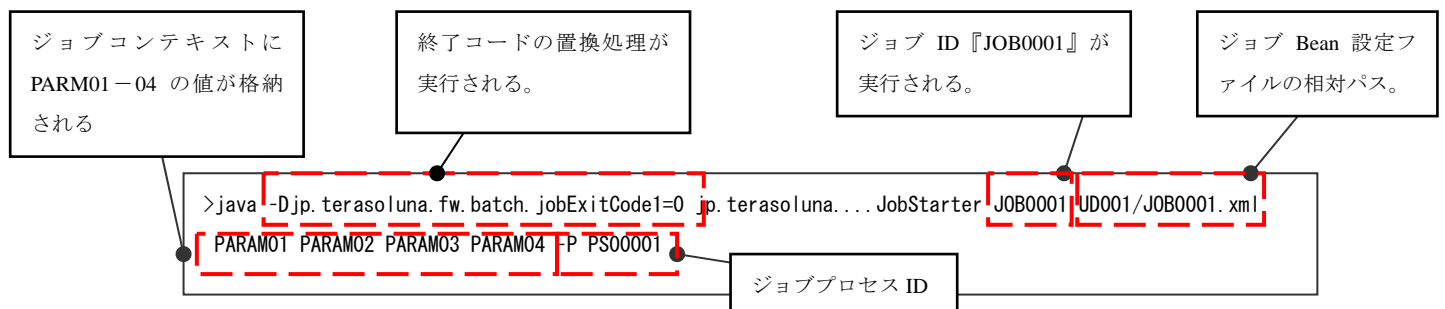 ジョブコンテキストに
PARM01－04 の値が格納
される
終了コードの置換処理が
実行される。
ジョブ ID『JOB0001』が
実行される。
ジョブ Bean 設定フ
ァイルの相対パス。
>java -Djp.terasoluna.fw.batch.jobExitCode1=0 jp.terasoluna....JobStarter JOB0001 UD001/JOB0001.xml
PARAM01 PARAM02 PARAM03 PARAM04 -P PS00001
ジョブプロセス ID